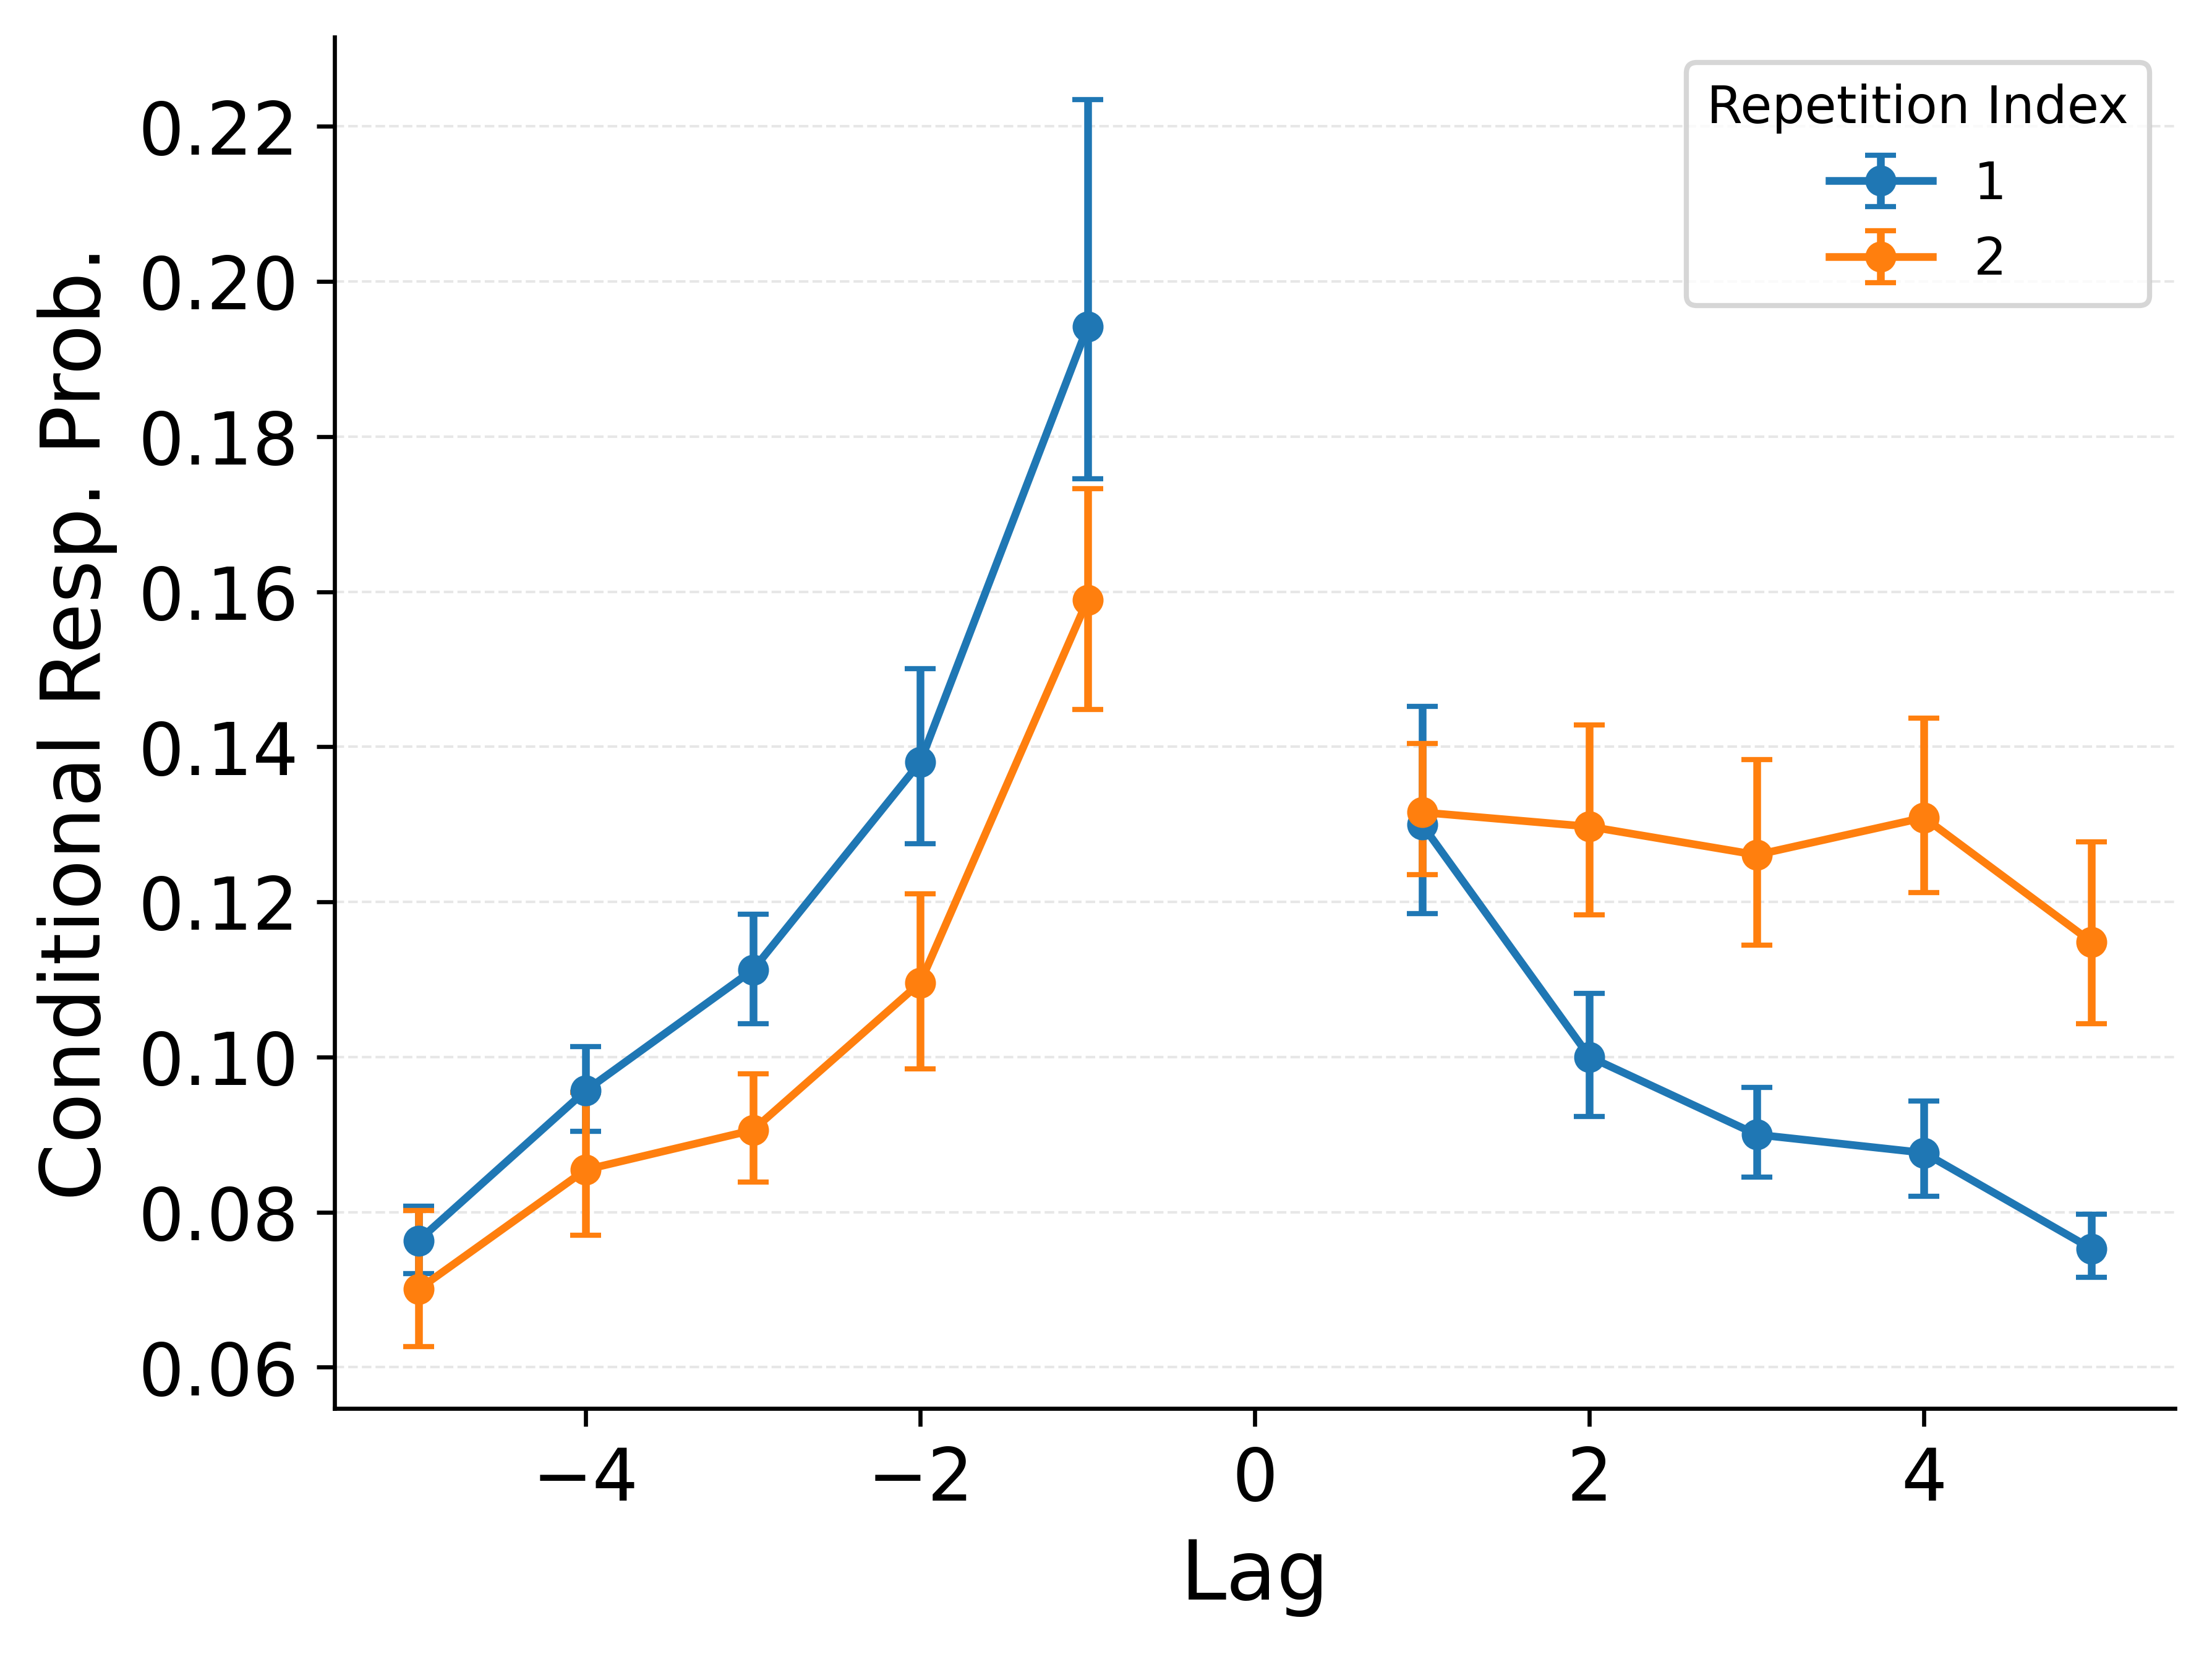 Repetition Index
1
2
0.22
0.20
0.18
0.16
0.14
0.12
0.10
0.08
0.06
Conditional Resp. Prob.
−4 −2 0 2 4
Lag